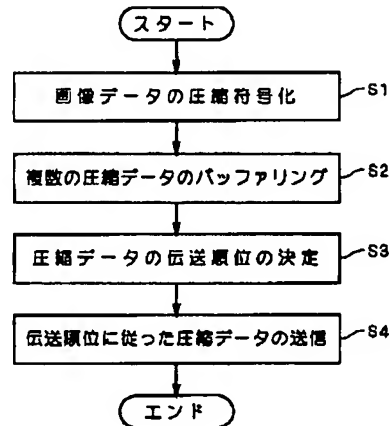 スタート
画像データの圧縮符号化 S1
複数の圧縮データのバッファリング S2
圧縮データの伝送順位の決定 S3
伝送順位に従った圧縮データの送信 S4
エンド